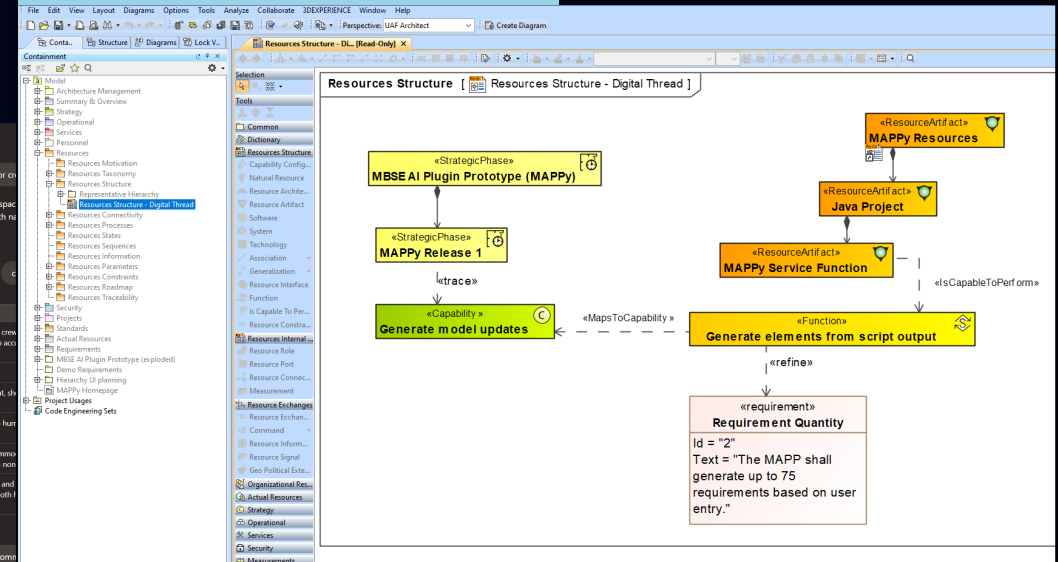 File Edit View Layout Diagrams Options Tools Analyze Collaborate 3DEXPERIENCE Window Help
Perspective: UAF Architect
Create Diagram
Conta... Structure Diagrams Lock V...
Resources Structure - Di... [Read-Only]
Containment
Model
Architecture Management
Summary & Overview
Strategy
Operational
Services
Personnel
Resources
Resources Motivation
Resources Taxonomy
Resources Structure
Representative Hierarchy
Resources Structure - Digital Thread
Resources Connectivity
Resources Processes
Resources States
Resources Sequences
Resources Information
Resources Parameters
Resources Constraints
Resources Roadmap
Resources Traceability
Security
Projects
Standards
Actual Resources
Requirements
MBSE AI Plugin Prototype (exploded)
Demo Requirements
Hierarchy UI planning
MAPPy Homepage
Project Usages
Code Engineering Sets
Selection
Tools
Common
Dictionary
Resources Structure
Capability Config...
Natural Resource
Resource Archite...
Resource Artifact
Software
System
Technology
Association
Generalization
Resource Interface
Function
Is Capable To Per...
Resource Constra...
Resources Internal ...
Resource Role
Resource Port
Resource Connec...
Measurement
Resource Exchanges
Resource Exchan...
Command
Resource Inform...
Resource Signal
Geo Political Exte...
Organizational Res...
Actual Resources
Strategy
Operational
Services
Security
Measurements
Resources Structure [ Resources Structure - Digital Thread ]
«StrategicPhase»
MBSE AI Plugin Prototype (MAPPy)
«StrategicPhase»
MAPPy Release 1
«trace»
«Capability »
Generate model updates
C
«MapsToCapability »
«ResourceArtifact»
MAPPy Resources
«ResourceArtifact»
Java Project
«ResourceArtifact»
MAPPy Service Function
«IsCapableToPerform»
«Function»
Generate elements from script output
«refine»
«requirement»
Requirement Quantity
Id = "2"
Text = "The MAPP shall
generate up to 75
requirements based on user
entry."